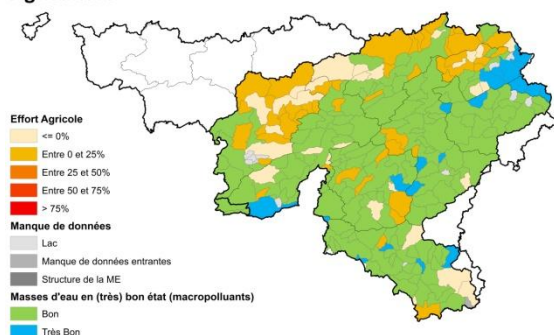 Effort Agricole
<= 0%
Entre 0 et 25%
Entre 25 et 50%
Entre 50 et 75%
> 75%
Manque de données
Lac
Manque de données entrantes
Structure de la ME
Masses d'eau en (très) bon état (macropolluants)
Bon
Très Bon